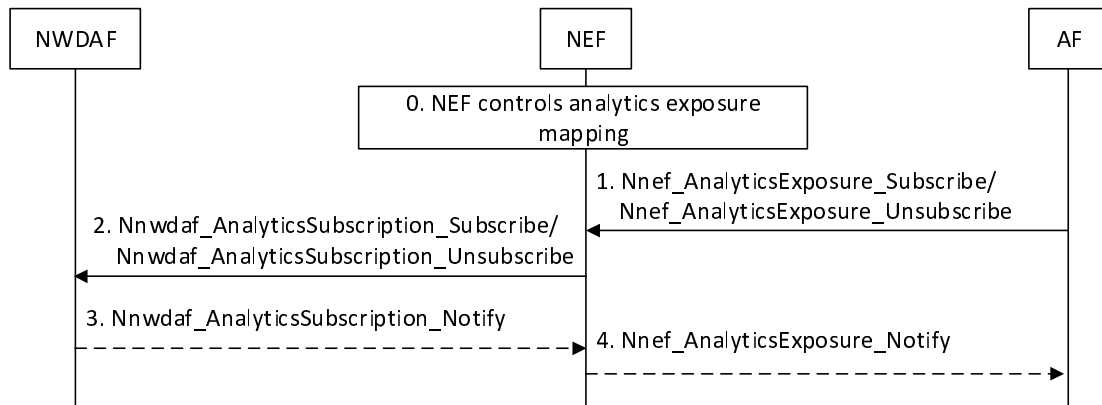 NWDAF
NEF
AF
0. NEF controls analytics exposure
mapping
1. Nnef_AnalyticsExposure_Subscribe/
Nnef_AnalyticsExposure_Unsubscribe
2. Nnwdaf_AnalyticsSubscription_Subscribe/
Nnwdaf_AnalyticsSubscription_Unsubscribe
3. Nnwdaf_AnalyticsSubscription_Notify
4. Nnef_AnalyticsExposure_Notify